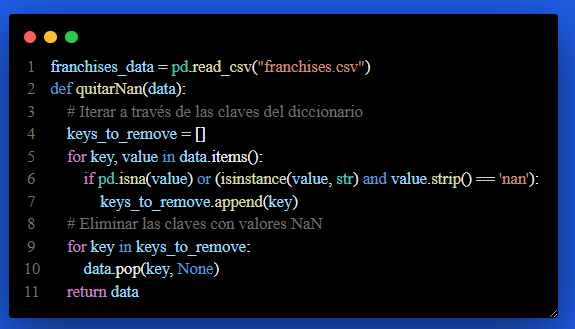 1 franchises_data = pd.read_csv("franchises.csv")
2 def quitarNan(data):
3 # Iterar a través de las claves del diccionario
4 keys_to_remove = []
5 for key, value in data.items():
6 if pd.isna(value) or (isinstance(value, str) and value.strip() == 'nan'):
7 keys_to_remove.append(key)
8 # Eliminar las claves con valores NaN
9 for key in keys_to_remove:
10 data.pop(key, None)
11 return data